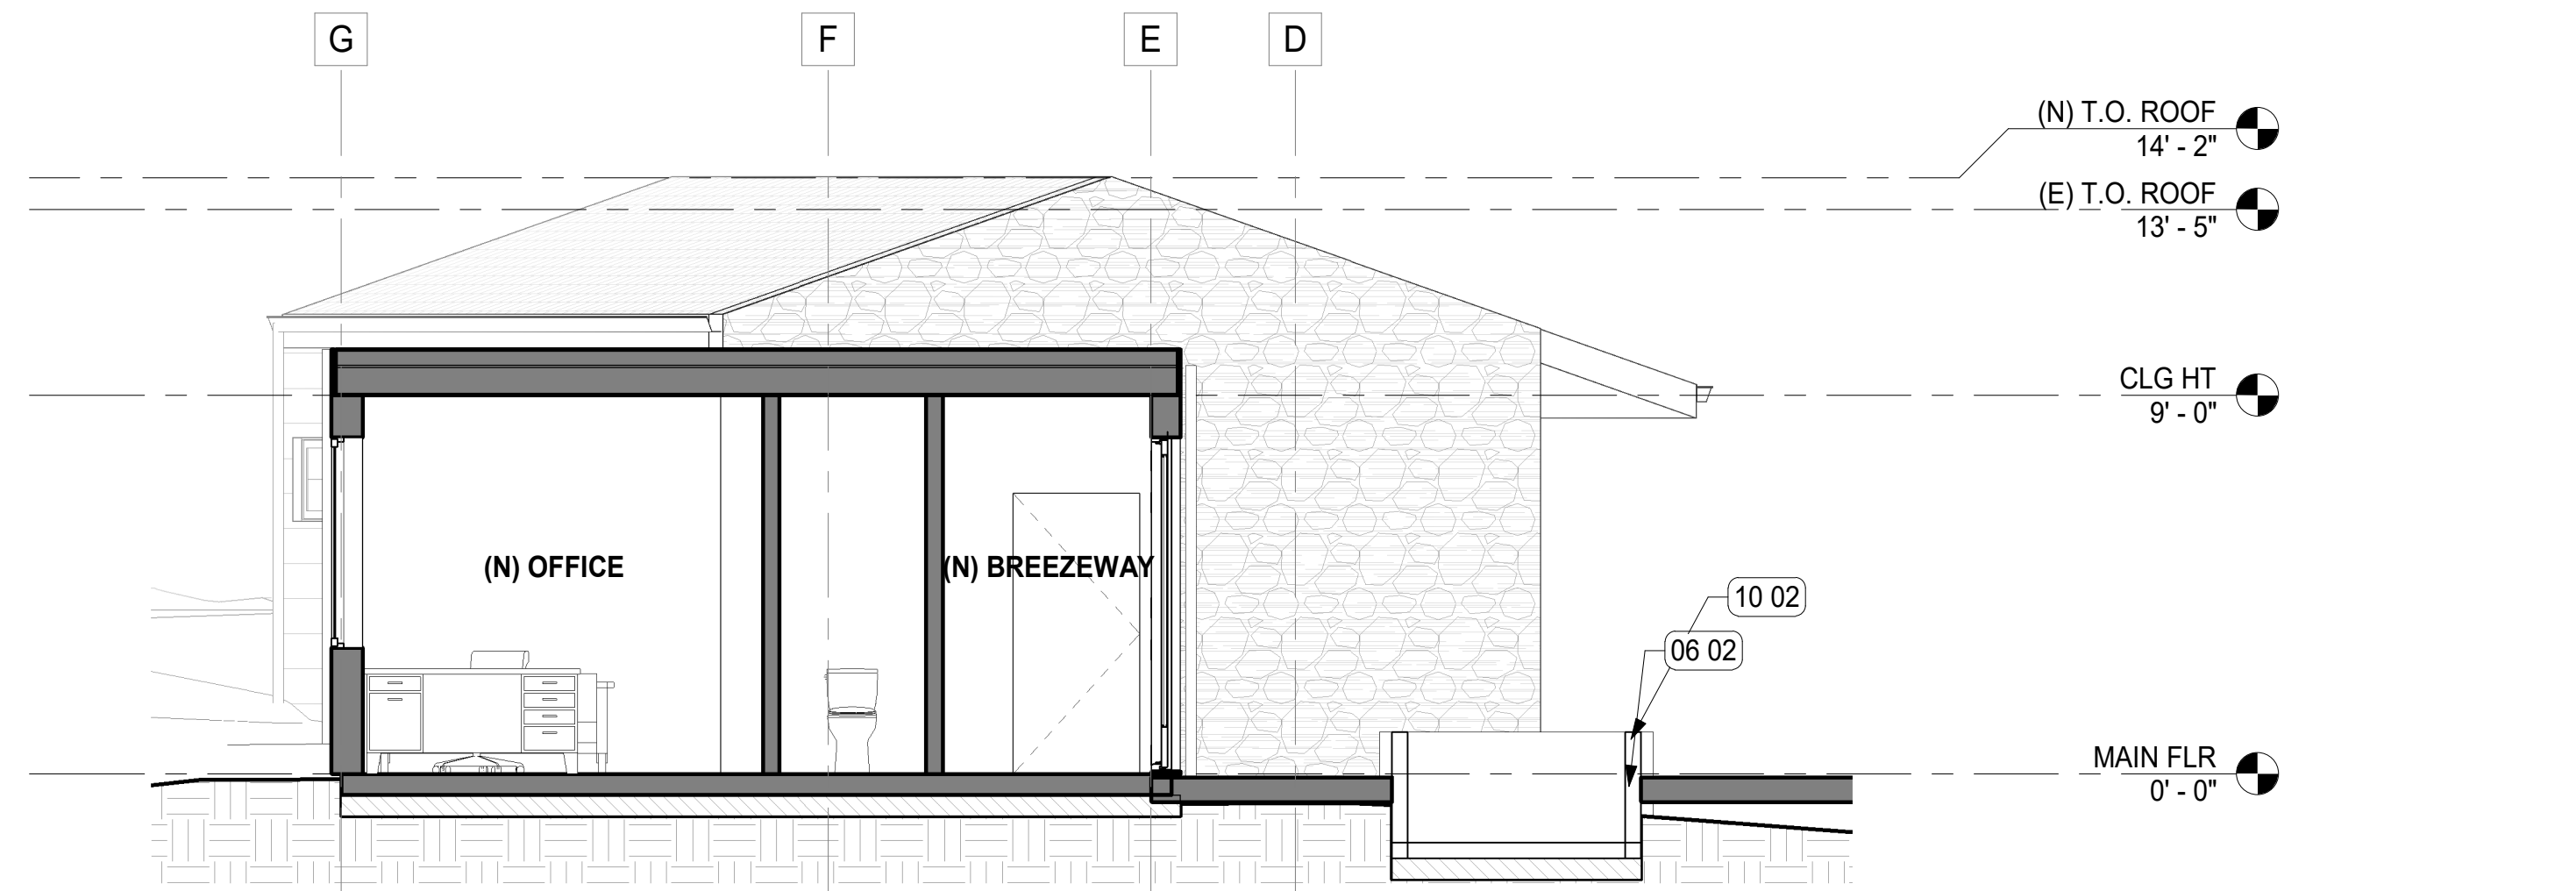 G
F
E
D
(N) T.O. ROOF
14' - 2"
(E) T.O. ROOF
13' - 5"
CLG HT
9' - 0"
(N) OFFICE
(N) BREEZEWAY
10 02
06 02
MAIN FLR
0' - 0"